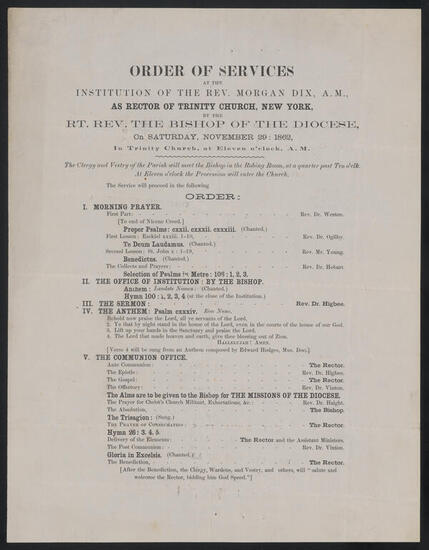 ORDER OF SERVICES
AT THE
INSTITUTION OF THE REV. MORGAN DIX, A.M.,
AS RECTOR OF TRINITY CHURCH, NEW YORK,
BY THE
RT. REV. THE BISHOP OF THE DIOCESE,
On SATURDAY, NOVEMBER 29: 1862,
In Trinity Church, at Eleven o'clock, A. M.
The Clergy and Vestry of the Parish will meet the Bishop in the Robing Room, at a quarter past Ten o'clk.
At Eleven o'clock the Procession will enter the Church.
The Service will proceed in the following
ORDER:
I. MORNING PRAYER.
First Part: - - - - Rev. Dr. Weston.
[To end of Nicene Creed.]
Proper Psalms: cxxii. cxxxii. cxxxiii. (Chanted.)
First Lesson: Ezekiel xxxiii. 1-10, - - - Rev. Dr. Ogilby.
Te Deum Laudamus. (Chanted.)
Second Lesson: St. John x: 1-19, - - - Rev. Mr. Young.
Benedictus. (Chanted.)
The Collects and Prayers: - - - Rev. Dr. Hobart.
Selection of Psalms in Metre: 106: 1, 2, 3.
II. THE OFFICE OF INSTITUTION: BY THE BISHOP.
Anthem: Laudate Nomen: (Chanted.)
Hymn 100: 1, 2, 3, 4 (at the close of the Institution.)
III. THE SERMON: - - - - Rev. Dr. Higbee.
IV. THE ANTHEM: Psalm cxxxiv. Ecce Nunc,
Behold now praise the Lord, all ye servants of the Lord.
2. Ye that by night stand in the house of the Lord, even in the courts of the house of our God.
3. Lift up your hands in the Sanctuary and praise the Lord.
4. The Lord that made heaven and earth, give thee blessing out of Zion.
HALLELUJAH! AMEN.
[Verse 4 will be sung from an Anthem composed by Edward Hodges, Mus. Doc.]
V. THE COMMUNION OFFICE.
Ante Communion: - - - - The Rector.
The Epistle: - - - - Rev. Dr. Higbee.
The Gospel: - - - - The Rector.
The Offertory: - - - - Rev. Dr. Vinton.
The Alms are to be given to the Bishop for THE MISSIONS OF THE DIOCESE.
The Prayer for Christ's Church Militant, Exhortations, &c.: - Rev. Dr. Haight.
The Absolution, - - - - The Bishop.
The Trisagion: (Sung.)
THE PRAYER OF CONSECRATION: - - - The Rector.
Hymn 26: 3, 4, 5.
Delivery of the Elements: - The Rector and the Assistant Ministers.
The Post Communion: - - - Rev. Dr. Vinton.
Gloria in Excelsis. (Chanted.)
The Benediction, - - - - The Rector.
[After the Benediction, the Clergy, Wardens, and Vestry, and others, will "salute and
welcome the Rector, bidding him God Speed."]